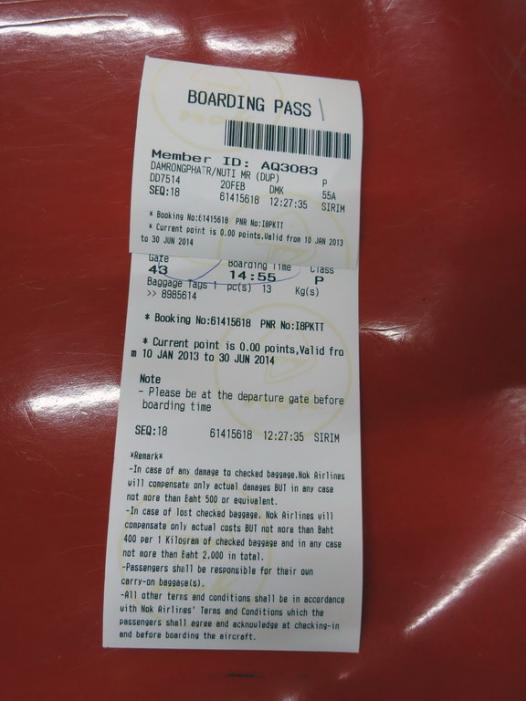 BOARDING PASS
Member ID: AQ3083
DAMRONGPHATR/NUTI MR (DUP) P
DD7514 20FEB DMK 55A
SEQ:18 61415618 12:27:35 SIRIM
* Booking No:61415618 PNR No:I8PKTT
* Current point is 0.00 points,Valid from 10 JAN 2013
to 30 JUN 2014
Gate Boarding Time Class
43 14:55 P
Baggage Tags 1 pc(s) 13 Kg(s)
>> 8985614
* Booking No:61415618 PNR No:I8PKTT
* Current point is 0.00 points,Valid fro
m 10 JAN 2013 to 30 JUN 2014
Note
- Please be at the departure gate before
boarding time
SEQ:18 61415618 12:27:35 SIRIM
*Remark*
-In case of any damage to checked baggage,Nok Airlines
will compensate only actual damages BUT in any case
not more than Baht 500 or equivalent.
-In case of lost checked baggage, Nok Airlines will
compensate only actual costs BUT not more than Baht
400 per 1 Kilogram of checked baggage and in any case
not more than Baht 2,000 in total.
-Passengers shall be responsible for their own
carry-on baggage(s).
-All other terms and conditions shall be in accordance
with Nok Airlines' Terms and Conditions which the
passengers shall agree and acknowledge at checking-in
and before boarding the aircraft.